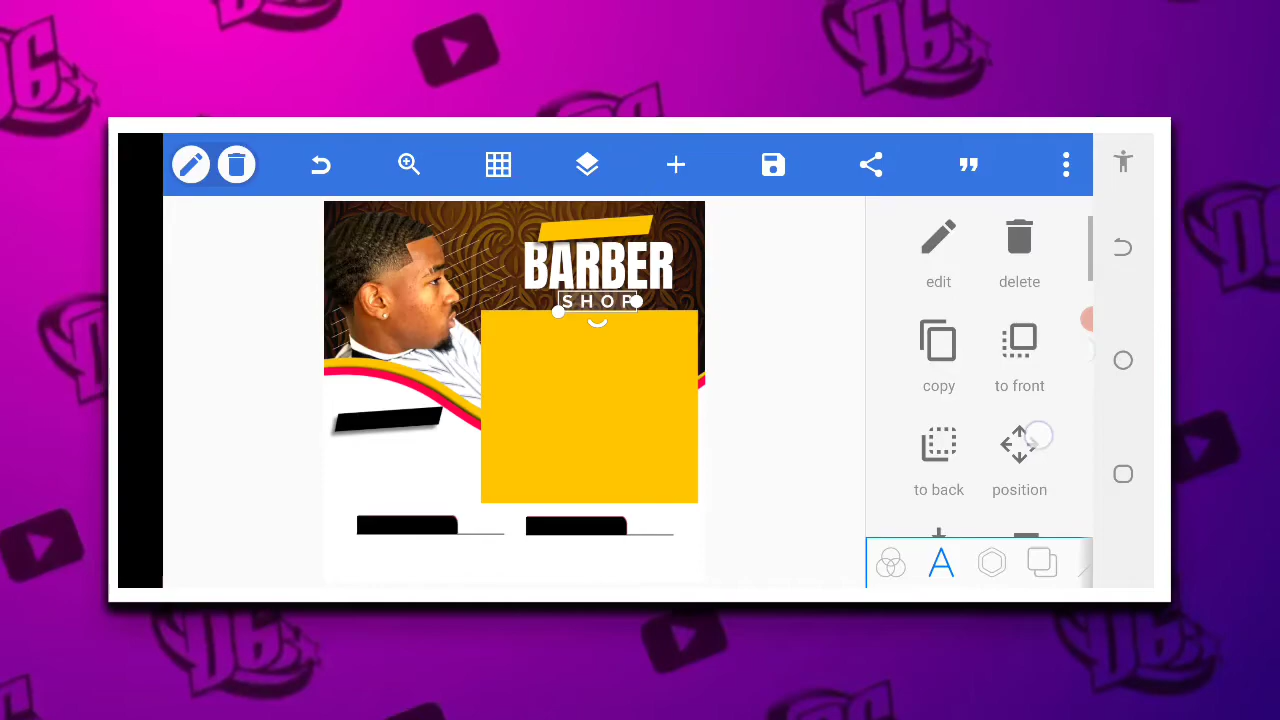 BARBER
SHOP
edit
delete
copy
to front
to back
position